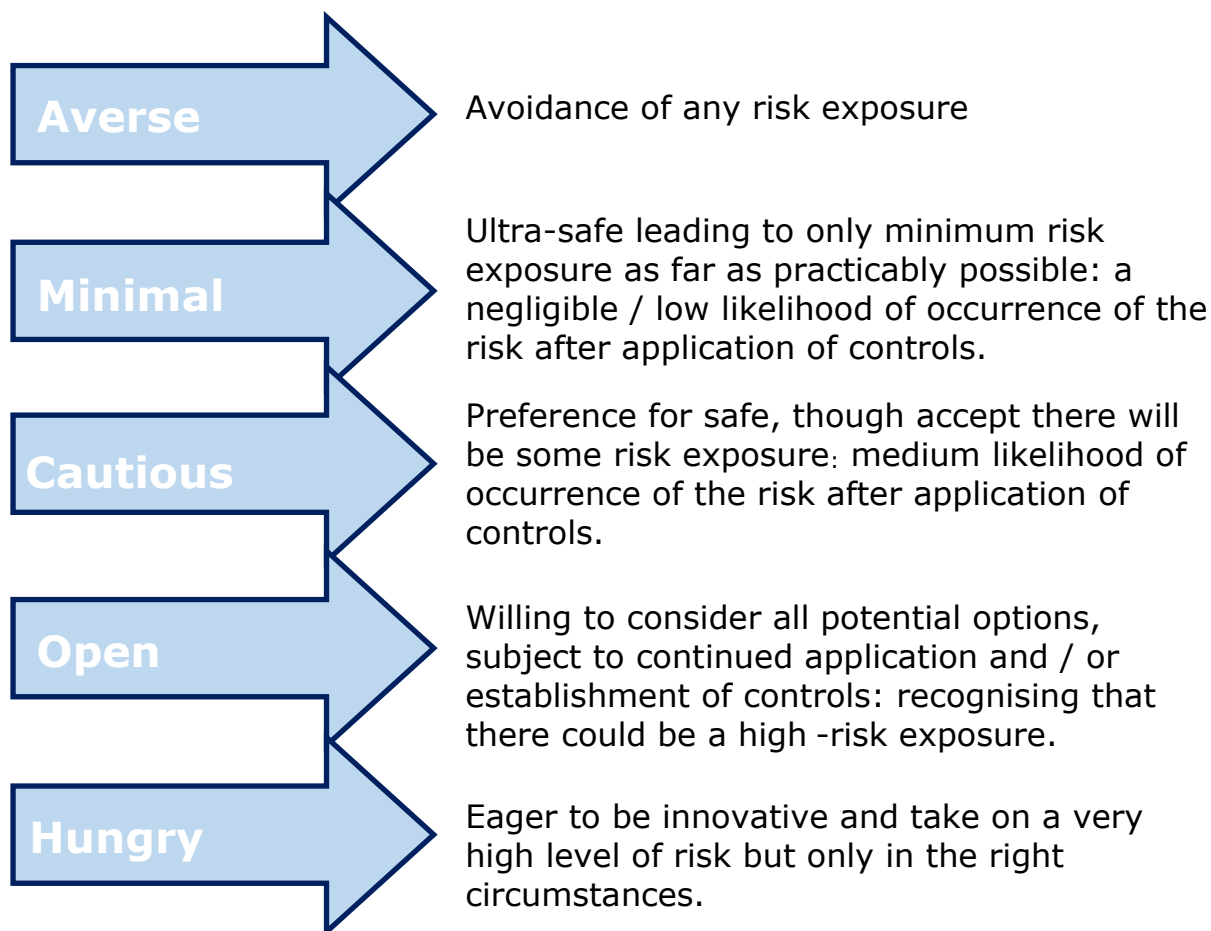 Averse
Avoidance of any risk exposure
Minimal
Ultra-safe leading to only minimum risk
exposure as far as practicably possible: a
negligible / low likelihood of occurrence of the
risk after application of controls.
Cautious
Preference for safe, though accept there will
be some risk exposure: medium likelihood of
occurrence of the risk after application of
controls.
Open
Willing to consider all potential options,
subject to continued application and / or
establishment of controls: recognising that
there could be a high -risk exposure.
Hungry
Eager to be innovative and take on a very
high level of risk but only in the right
circumstances.